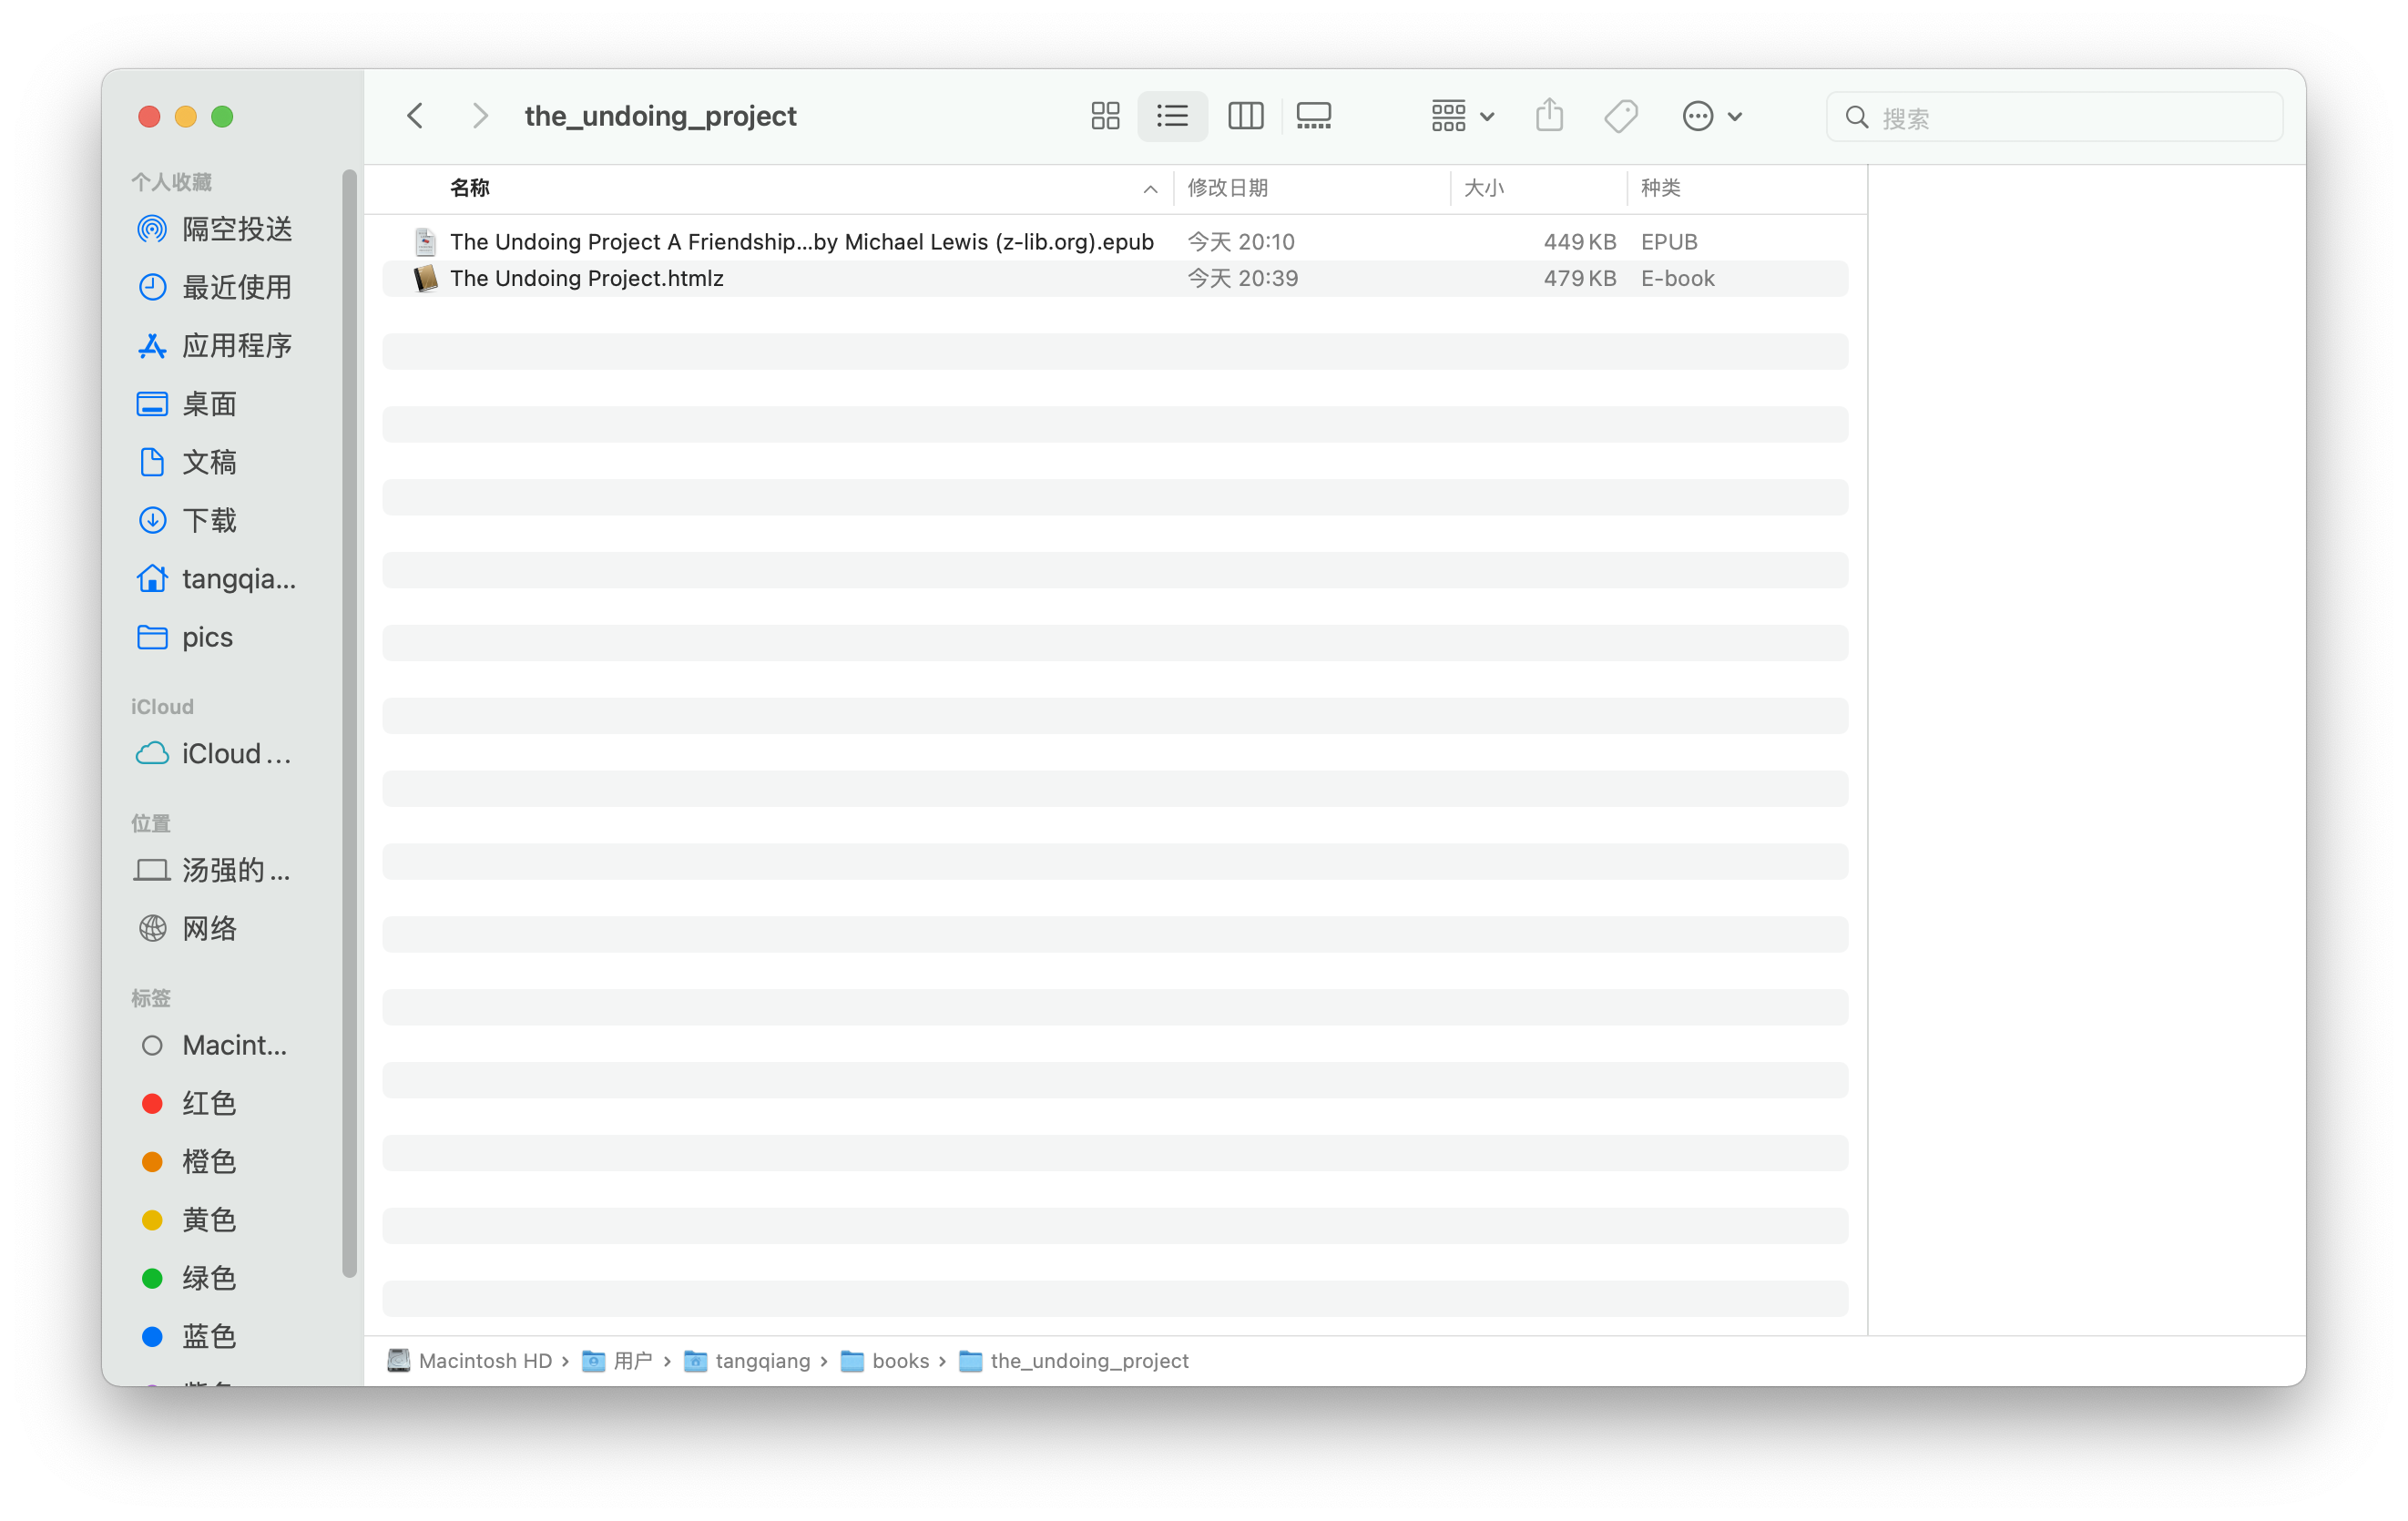 the_undoing_project
搜索
个人收藏
隔空投送
最近使用
应用程序
桌面
文稿
下载
tangqia...
pics
iCloud
iCloud ...
位置
汤强的 ...
网络
标签
Macint...
红色
橙色
黄色
绿色
蓝色
名称 修改日期 大小 种类
The Undoing Project A Friendship...by Michael Lewis (z-lib.org).epub 今天 20:10 449 KB EPUB
The Undoing Project.htmlz 今天 20:39 479 KB E-book
Macintosh HD › 用户 › tangqiang › books › the_undoing_project